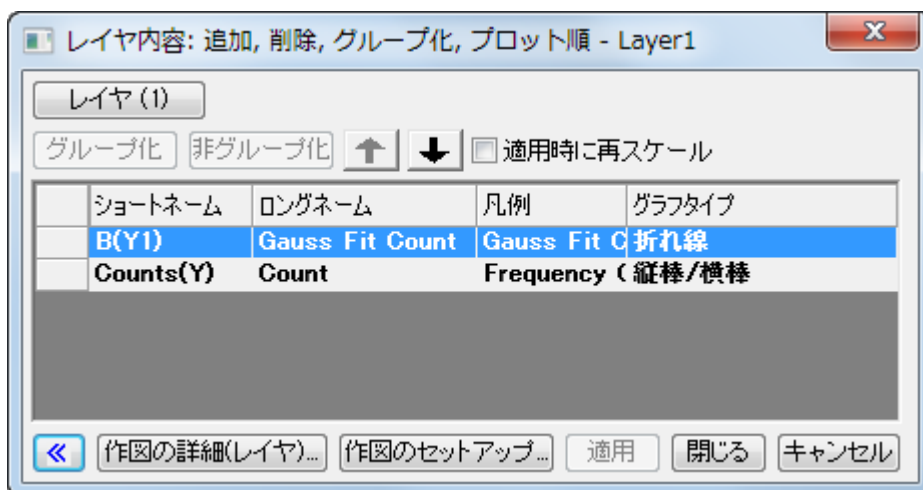 レイヤ内容: 追加, 削除, グループ化, プロット順 - Layer1
レイヤ(1)
グループ化 非グループ化 適用時に再スケール
ショートネーム ロングネーム 凡例 グラフタイプ
B(Y1) Gauss Fit Count Gauss Fit C 折れ線
Counts(Y) Count Frequency ( 縦棒/横棒
作図の詳細(レイヤ)... 作図のセットアップ... 適用 閉じる キャンセル